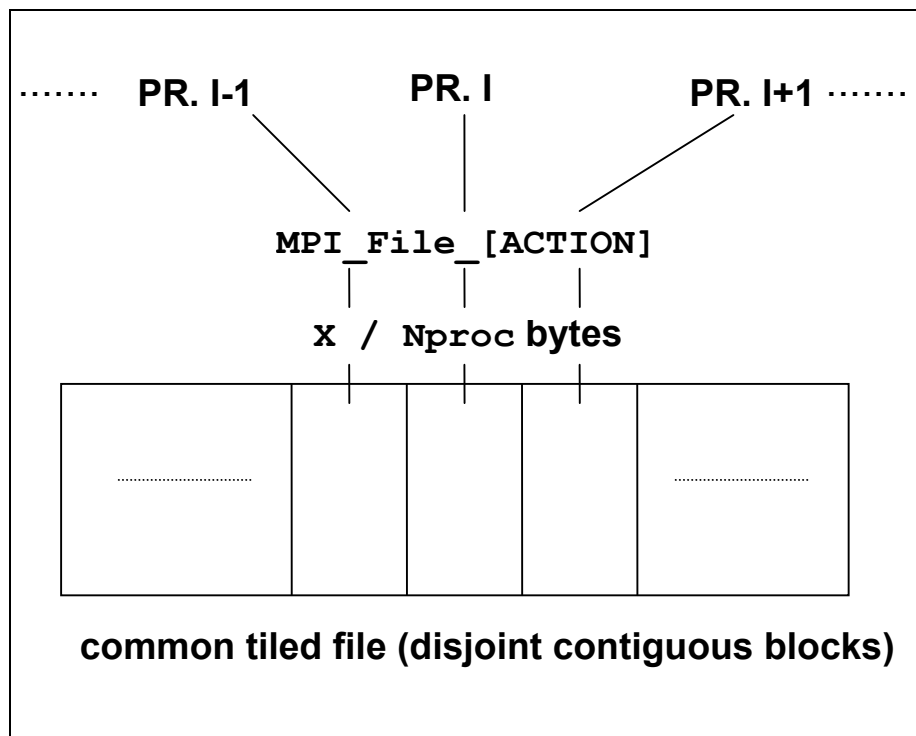 ....... PR. I-1 PR. I PR. I+1 .......
MPI_File_[ACTION]
X / Nproc bytes
common tiled file (disjoint contiguous blocks)